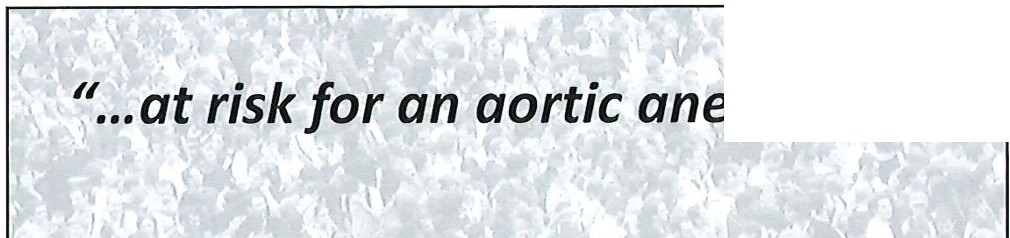 “...at risk for an aortic ane